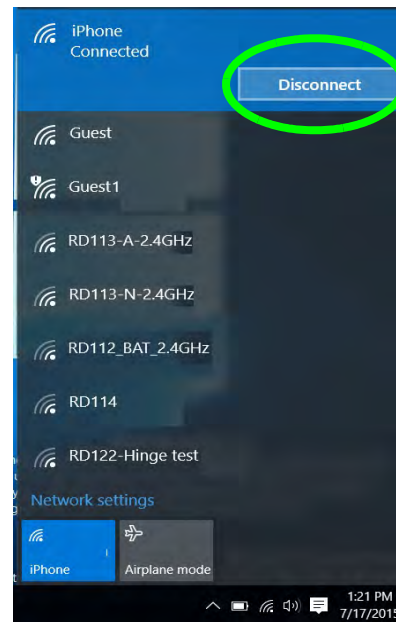 iPhone
Connected
Disconnect
Guest
Guest1
RD113-A-2.4GHz
RD113-N-2.4GHz
RD112_BAT_2.4GHz
RD114
RD122-Hinge test
Network settings
iPhone
Airplane mode
1:21 PM
7/17/2015